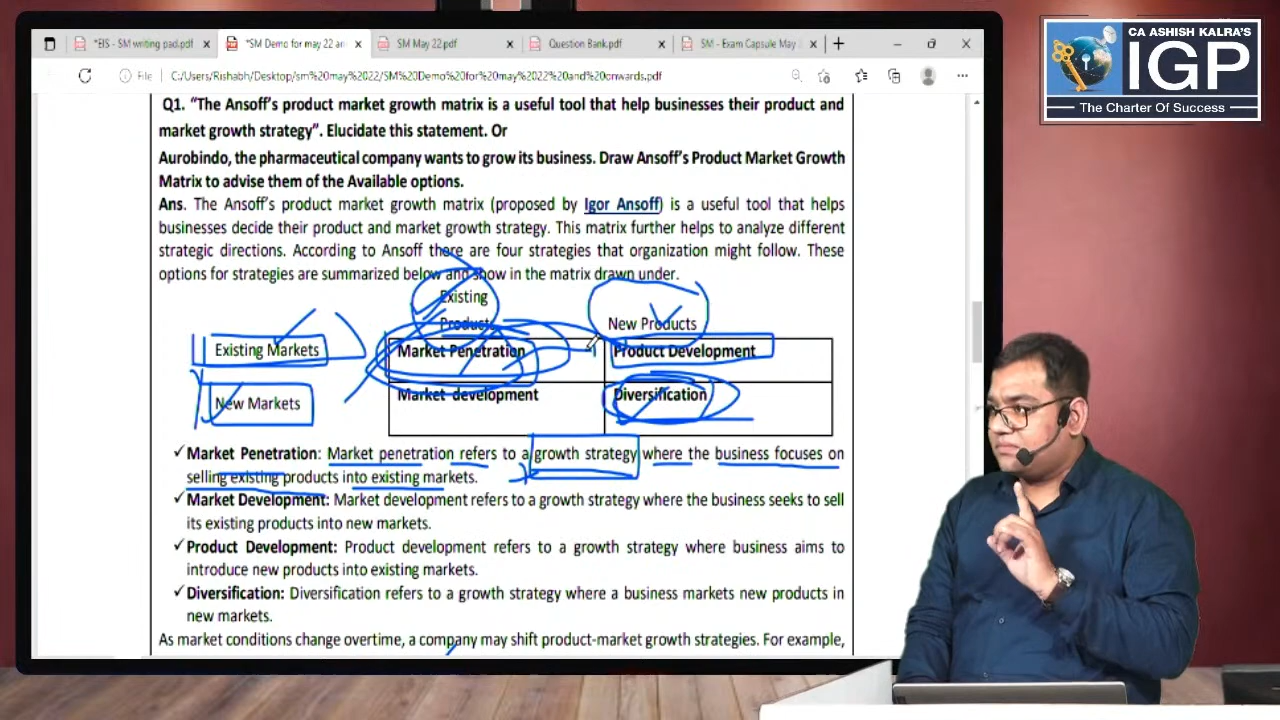 *EIS - SM writing pad.pdf
*SM Demo for may 22 an
SM May 22.pdf
Question Bank.pdf
SM - Exam Capsule May
File
C:/Users/Rishabh/Desktop/sm%20may%2022/SM%20Demo%20for%20may%2022%20and%20onwards.pdf
CA ASHISH KALRA'S
IGP
The Charter Of Success
Q1. “The Ansoff’s product market growth matrix is a useful tool that help businesses their product and
market growth strategy”. Elucidate this statement. Or
Aurobindo, the pharmaceutical company wants to grow its business. Draw Ansoff’s Product Market Growth
Matrix to advise them of the Available options.
Ans. The Ansoff’s product market growth matrix (proposed by Igor Ansoff) is a useful tool that helps
businesses decide their product and market growth strategy. This matrix further helps to analyze different
strategic directions. According to Ansoff there are four strategies that organization might follow. These
options for strategies are summarized below and show in the matrix drawn under.
Existing
Products
New Products
Existing Markets
Market Penetration
Product Development
New Markets
Market development
Diversification
✓Market Penetration: Market penetration refers to a growth strategy where the business focuses on
selling existing products into existing markets.
✓Market Development: Market development refers to a growth strategy where the business seeks to sell
its existing products into new markets.
✓Product Development: Product development refers to a growth strategy where business aims to
introduce new products into existing markets.
✓Diversification: Diversification refers to a growth strategy where a business markets new products in
new markets.
As market conditions change overtime, a company may shift product-market growth strategies. For example,